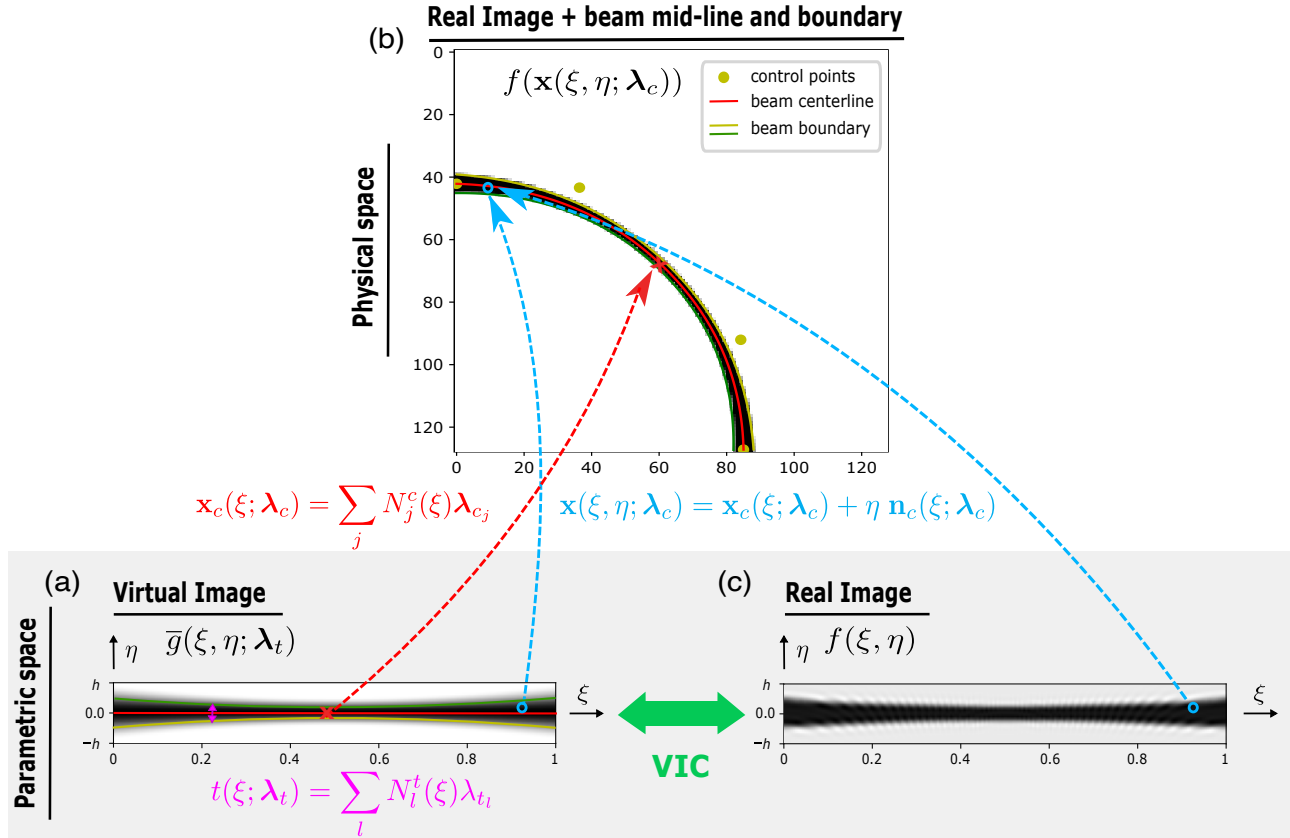 Real Image + beam mid-line and boundary
(b)
f(x(ξ, η; λ_c))
control points
beam centerline
beam boundary
Physical space
0
20
40
60
80
100
120
0 20 40 60 80 100 120
x_c(ξ; λ_c) = ∑_j N_j^c(ξ)λ_{c_j}
x(ξ, η; λ_c) = x_c(ξ; λ_c) + η n_c(ξ; λ_c)
Parametric space
(a)
Virtual Image
η
g̅(ξ, η; λ_t)
h
0.0
−h
0 0.2 0.4 0.6 0.8 1
ξ
t(ξ; λ_t) = ∑_l N_l^t(ξ)λ_{t_l}
VIC
(c)
Real Image
η
f(ξ, η)
h
0.0
−h
0 0.2 0.4 0.6 0.8 1
ξ